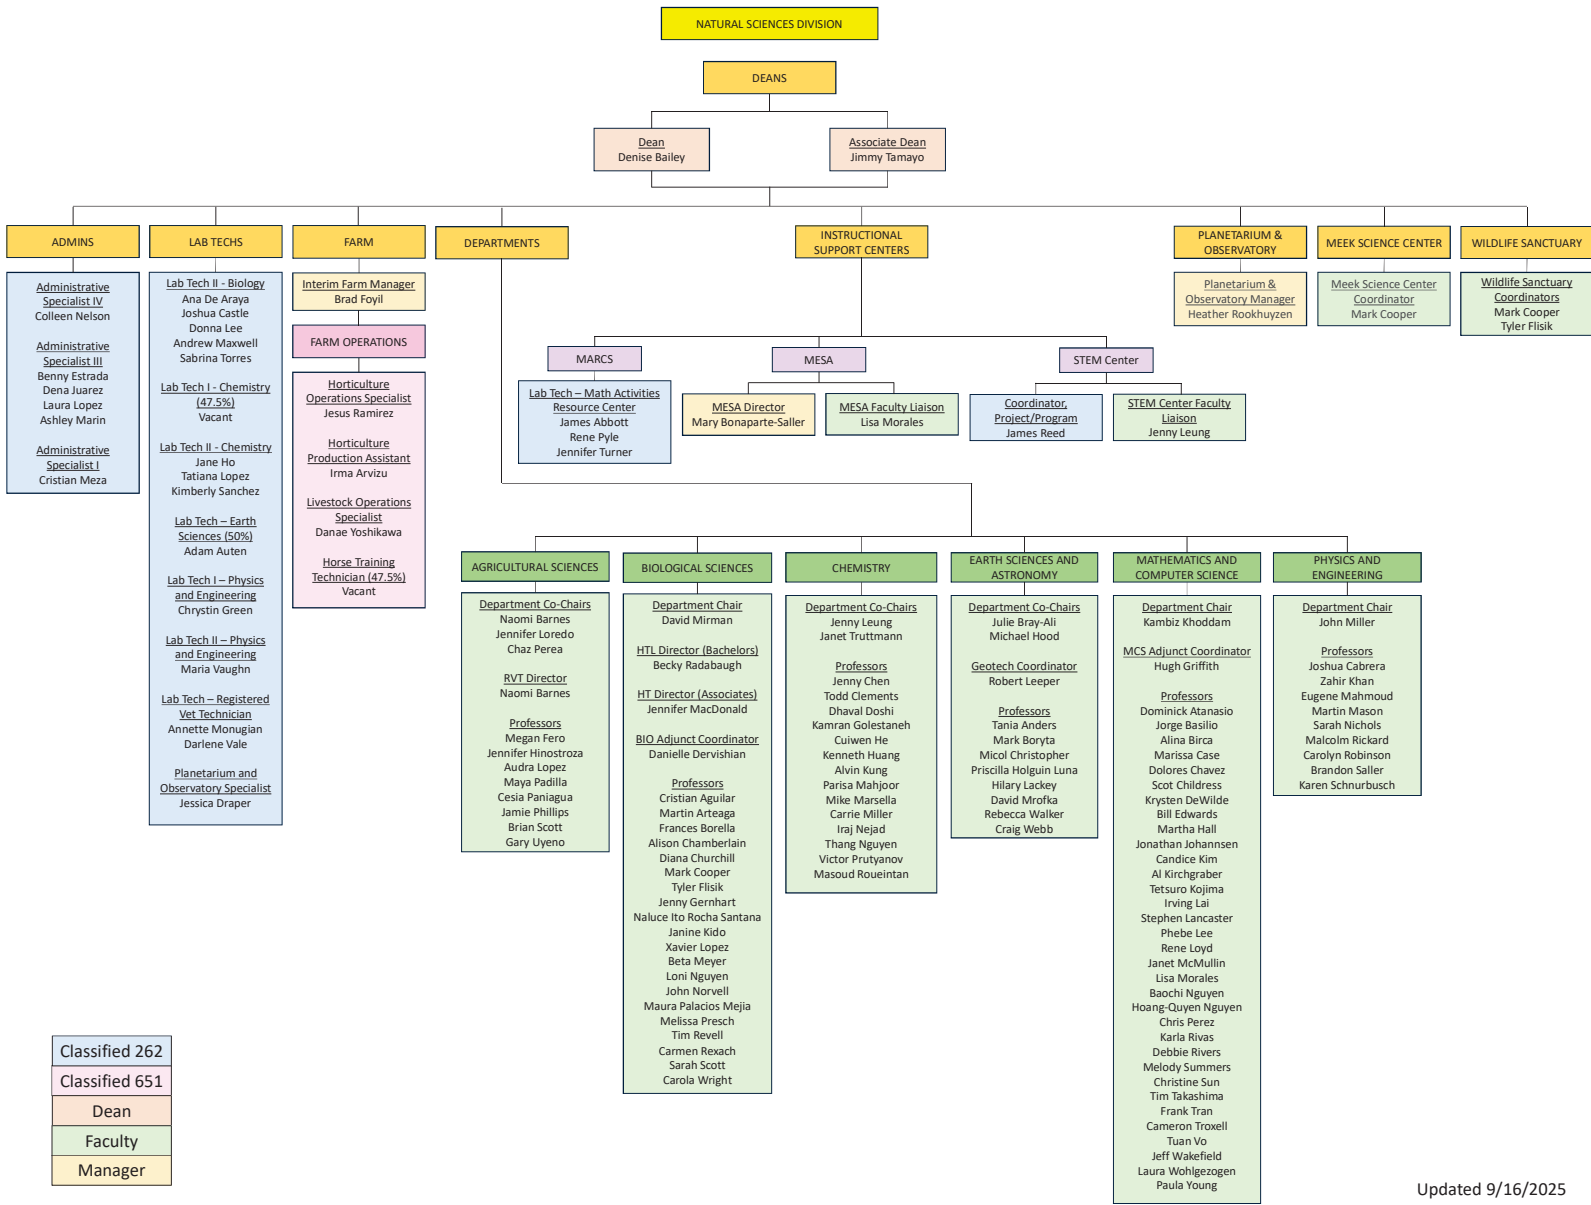 NATURAL SCIENCES DIVISION
DEANS
Dean
Denise Bailey
Associate Dean
Jimmy Tamayo
ADMINS
Administrative
Specialist IV
Colleen Nelson
Administrative
Specialist III
Benny Estrada
Dena Juarez
Laura Lopez
Ashley Marin
Administrative
Specialist I
Cristian Meza
LAB TECHS
Lab Tech II - Biology
Ana De Araya
Joshua Castle
Donna Lee
Andrew Maxwell
Sabrina Torres
Lab Tech I - Chemistry
(47.5%)
Vacant
Lab Tech II - Chemistry
Jane Ho
Tatiana Lopez
Kimberly Sanchez
Lab Tech – Earth
Sciences (50%)
Adam Auten
Lab Tech I – Physics
and Engineering
Chrystin Green
Lab Tech II – Physics
and Engineering
Maria Vaughn
Lab Tech – Registered
Vet Technician
Annette Monugian
Darlene Vale
Planetarium and
Observatory Specialist
Jessica Draper
FARM
Interim Farm Manager
Brad Foyil
FARM OPERATIONS
Horticulture
Operations Specialist
Jesus Ramirez
Horticulture
Production Assistant
Irma Arvizu
Livestock Operations
Specialist
Danae Yoshikawa
Horse Training
Technician (47.5%)
Vacant
DEPARTMENTS
INSTRUCTIONAL
SUPPORT CENTERS
PLANETARIUM &
OBSERVATORY
Planetarium &
Observatory Manager
Heather Rookhuyzen
MEEK SCIENCE CENTER
Meek Science Center
Coordinator
Mark Cooper
WILDLIFE SANCTUARY
Wildlife Sanctuary
Coordinators
Mark Cooper
Tyler Flisik
MARCS
Lab Tech – Math Activities
Resource Center
James Abbott
Rene Pyle
Jennifer Turner
MESA
MESA Director
Mary Bonaparte-Saller
MESA Faculty Liaison
Lisa Morales
STEM Center
Coordinator,
Project/Program
James Reed
STEM Center Faculty
Liaison
Jenny Leung
AGRICULTURAL SCIENCES
Department Co-Chairs
Naomi Barnes
Jennifer Loredo
Chaz Perea
RVT Director
Naomi Barnes
Professors
Megan Fero
Jennifer Hinostroza
Audra Lopez
Maya Padilla
Cesia Paniagua
Jamie Phillips
Brian Scott
Gary Uyeno
BIOLOGICAL SCIENCES
Department Chair
David Mirman
HTL Director (Bachelors)
Becky Radabaugh
HT Director (Associates)
Jennifer MacDonald
BIO Adjunct Coordinator
Danielle Dervishian
Professors
Cristian Aguilar
Martin Arteaga
Frances Borella
Alison Chamberlain
Diana Churchill
Mark Cooper
Tyler Flisik
Jenny Gernhart
Naluce Ito Rocha Santana
Janine Kido
Xavier Lopez
Beta Meyer
Loni Nguyen
John Norvell
Maura Palacios Mejia
Melissa Presch
Tim Revell
Carmen Rexach
Sarah Scott
Carola Wright
CHEMISTRY
Department Co-Chairs
Jenny Leung
Janet Truttmann
Professors
Jenny Chen
Todd Clements
Dhaval Doshi
Kamran Golestaneh
Cuiwen He
Kenneth Huang
Alvin Kung
Parisa Mahjoor
Mike Marsella
Carrie Miller
Iraj Nejad
Thang Nguyen
Victor Prutyanov
Masoud Roueintan
EARTH SCIENCES AND
ASTRONOMY
Department Co-Chairs
Julie Bray-Ali
Michael Hood
Geotech Coordinator
Robert Leeper
Professors
Tania Anders
Mark Boryta
Micol Christopher
Priscilla Holguin Luna
Hilary Lackey
David Mrofka
Rebecca Walker
Craig Webb
MATHEMATICS AND
COMPUTER SCIENCE
Department Chair
Kambiz Khoddam
MCS Adjunct Coordinator
Hugh Griffith
Professors
Dominick Atanasio
Jorge Basilio
Alina Birca
Marissa Case
Dolores Chavez
Scot Childress
Krysten DeWilde
Bill Edwards
Martha Hall
Jonathan Johannsen
Candice Kim
Al Kirchgraber
Tetsuro Kojima
Irving Lai
Stephen Lancaster
Phebe Lee
Rene Loyd
Janet McMullin
Lisa Morales
Baochi Nguyen
Hoang-Quyen Nguyen
Chris Perez
Karla Rivas
Debbie Rivers
Melody Summers
Christine Sun
Tim Takashima
Frank Tran
Cameron Troxell
Tuan Vo
Jeff Wakefield
Laura Wohlgezogen
Paula Young
PHYSICS AND
ENGINEERING
Department Chair
John Miller
Professors
Joshua Cabrera
Zahir Khan
Eugene Mahmoud
Martin Mason
Sarah Nichols
Malcolm Rickard
Carolyn Robinson
Brandon Saller
Karen Schnurbusch
Classified 262
Classified 651
Dean
Faculty
Manager
Updated 9/16/2025